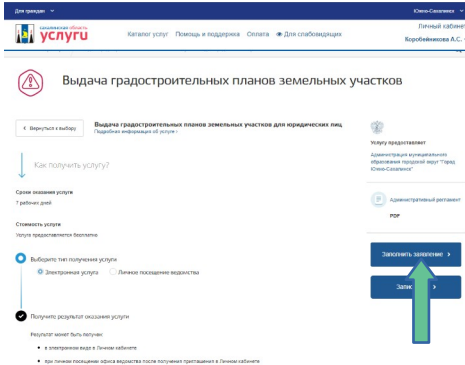 Для граждан
Южно-Сахалинск
сахалинская область
услуги
Каталог услуг Помощь и поддержка Оплата Для слабовидящих
Личный кабинет
Коробейникова А.С.
Выдача градостроительных планов земельных участков
Вернуться к выбору
Выдача градостроительных планов земельных участков для юридических лиц
Подробная информация об услуге ›
Как получить услугу?
Сроки оказания услуги
7 рабочих дней
Стоимость услуги
Услуга предоставляется бесплатно
Выберите тип получения услуги
Электронная услуга Личное посещение ведомства
Получите результат оказания услуги
Результат может быть получен:
• в электронном виде в Личном кабинете
• при личном посещении офиса ведомства после получения приглашения в Личном кабинете
Услугу предоставляет
Администрация муниципального
образования городской округ "Город
Южно-Сахалинск"
Административный регламент
PDF
Заполнить заявление ›
Запис